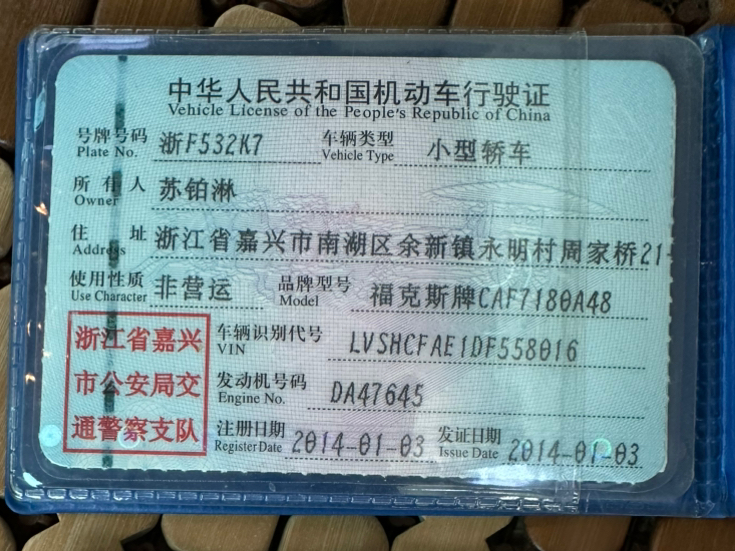 中华人民共和国机动车行驶证
Vehicle License of the People's Republic of China
号牌号码 浙F532K7 车辆类型 小型轿车
Plate No. Vehicle Type
所有人 苏铂淋
Owner
住址 浙江省嘉兴市南湖区余新镇永明村周家桥21-
Address
使用性质 非营运 品牌型号 福克斯牌CAF7180A48
Use Character Model
浙江省嘉兴
市公安局交
通警察支队
车辆识别代号 LVSHCFAE1DF558016
VIN
发动机号码 DA47645
Engine No.
注册日期 2014-01-03 发证日期 2014-01-03
Register Date Issue Date